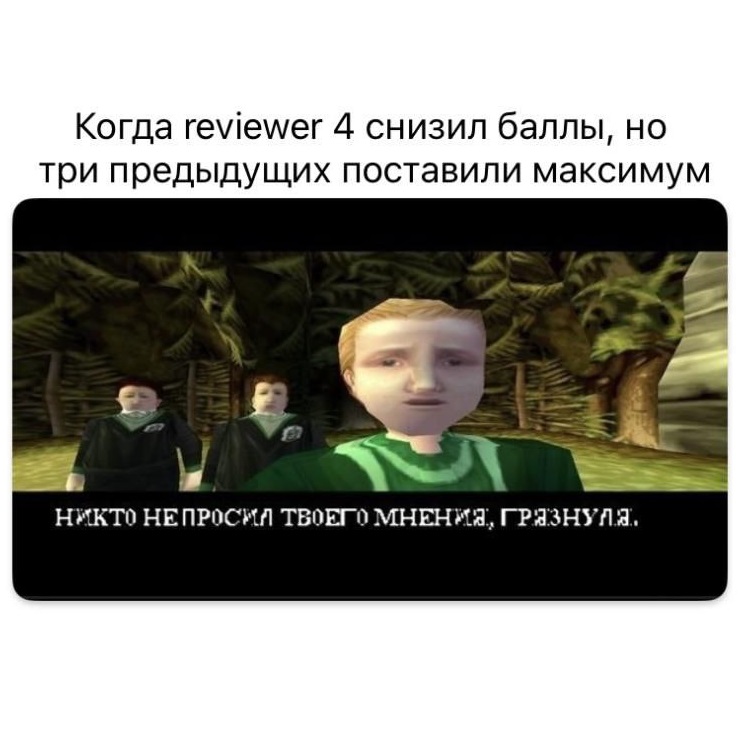 Когда reviewer 4 снизил баллы, но
три предыдущих поставили максимум
НИКТО НЕ ПРОСИЛ ТВОЕГО МНЕНИЯ, ГРЯЗНУЛЯ.